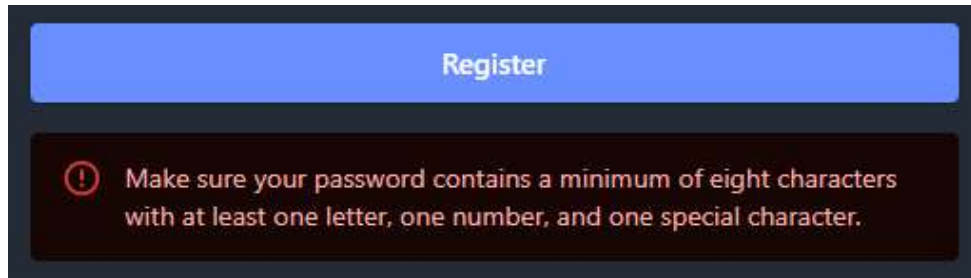 Register
Make sure your password contains a minimum of eight characters
with at least one letter, one number, and one special character.